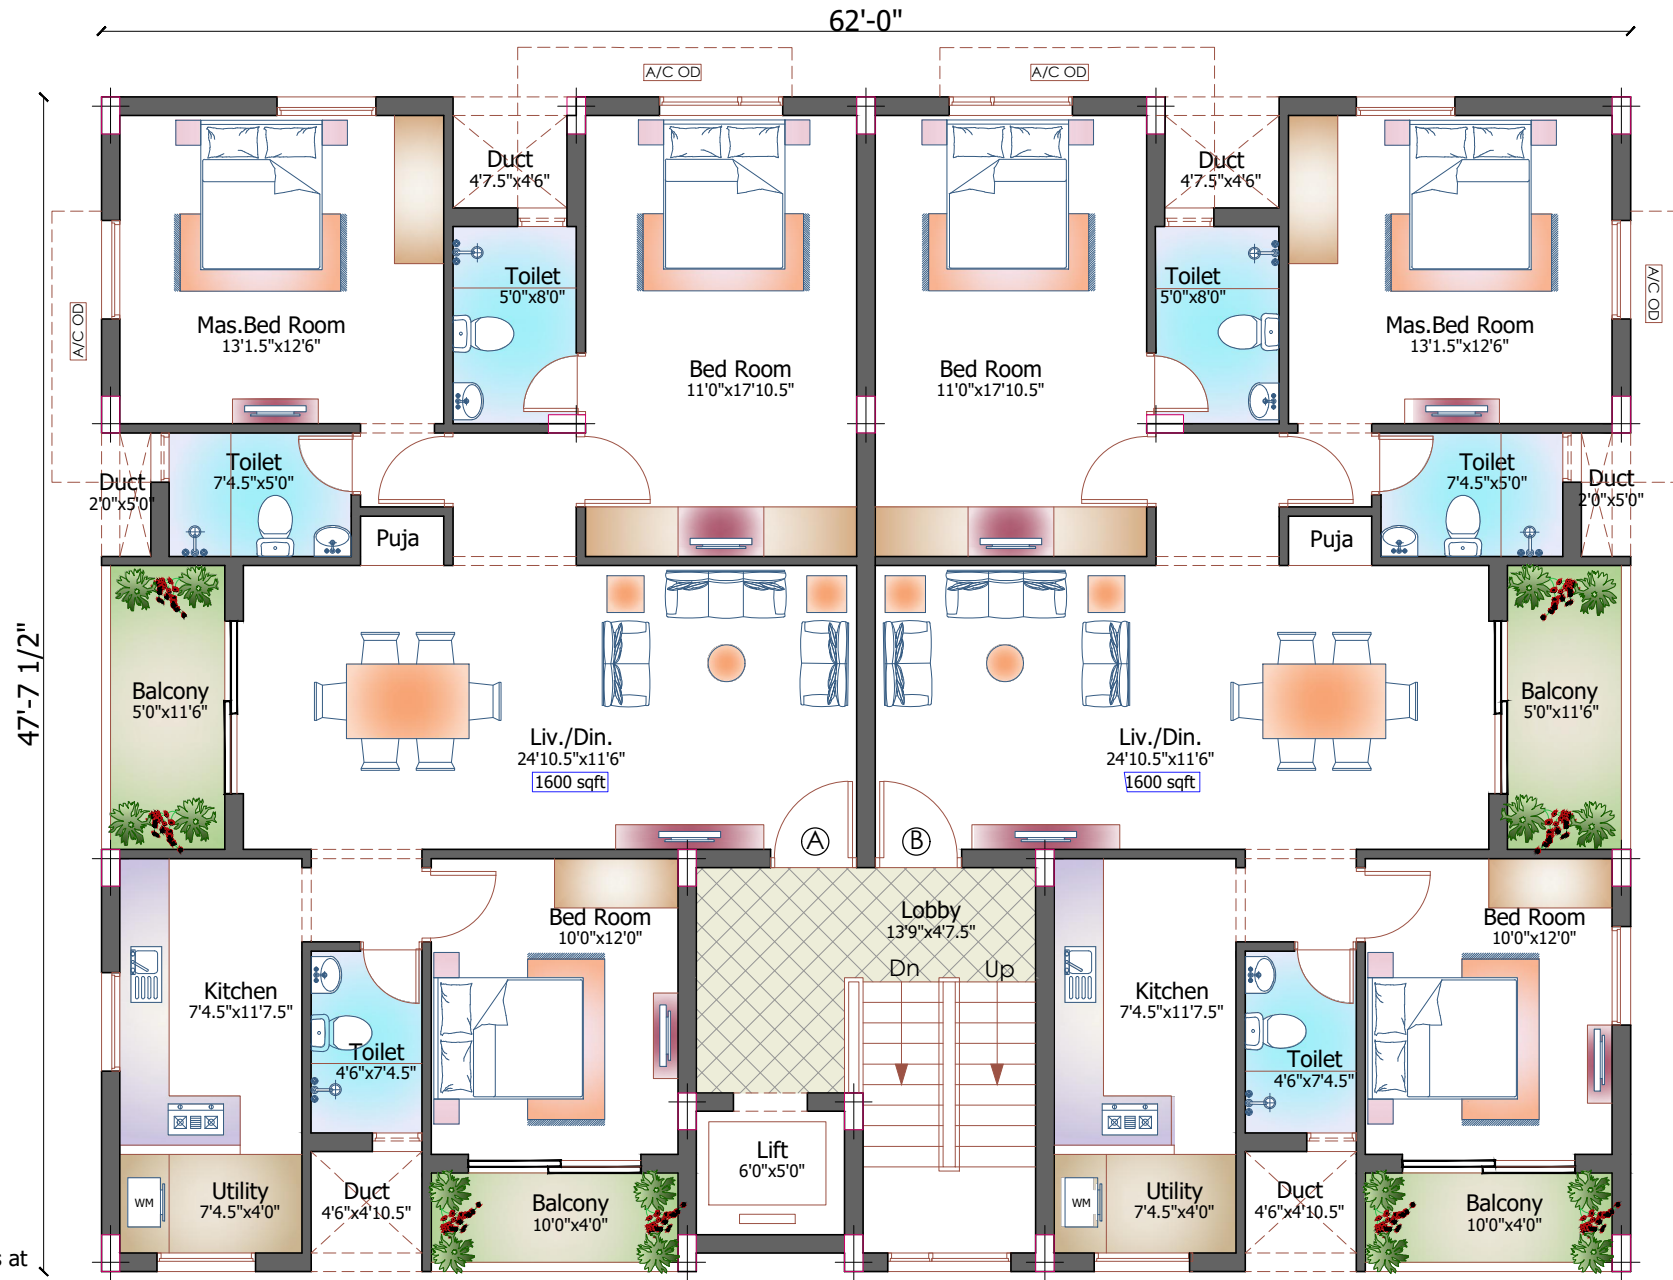 62'-0"
A/C OD
A/C OD
Duct
4'7.5"x4'6"
Duct
4'7.5"x4'6"
Toilet
5'0"x8'0"
Toilet
5'0"x8'0"
A/C OD
Mas.Bed Room
13'1.5"x12'6"
Bed Room
11'0"x17'10.5"
Bed Room
11'0"x17'10.5"
Mas.Bed Room
13'1.5"x12'6"
A/C OD
Duct
2'0"x5'0"
Toilet
7'4.5"x5'0"
Toilet
7'4.5"x5'0"
Duct
2'0"x5'0"
Puja
Puja
47'-7 1/2"
Balcony
5'0"x11'6"
Liv./Din.
24'10.5"x11'6"
1600 sqft
Liv./Din.
24'10.5"x11'6"
1600 sqft
Balcony
5'0"x11'6"
A
B
Bed Room
10'0"x12'0"
Lobby
13'9"x4'7.5"
Bed Room
10'0"x12'0"
Dn
Up
Kitchen
7'4.5"x11'7.5"
Kitchen
7'4.5"x11'7.5"
Toilet
4'6"x7'4.5"
Toilet
4'6"x7'4.5"
Lift
6'0"x5'0"
WM
Utility
7'4.5"x4'0"
Duct
4'6"x4'10.5"
Balcony
10'0"x4'0"
WM
Utility
7'4.5"x4'0"
Duct
4'6"x4'10.5"
Balcony
10'0"x4'0"
at